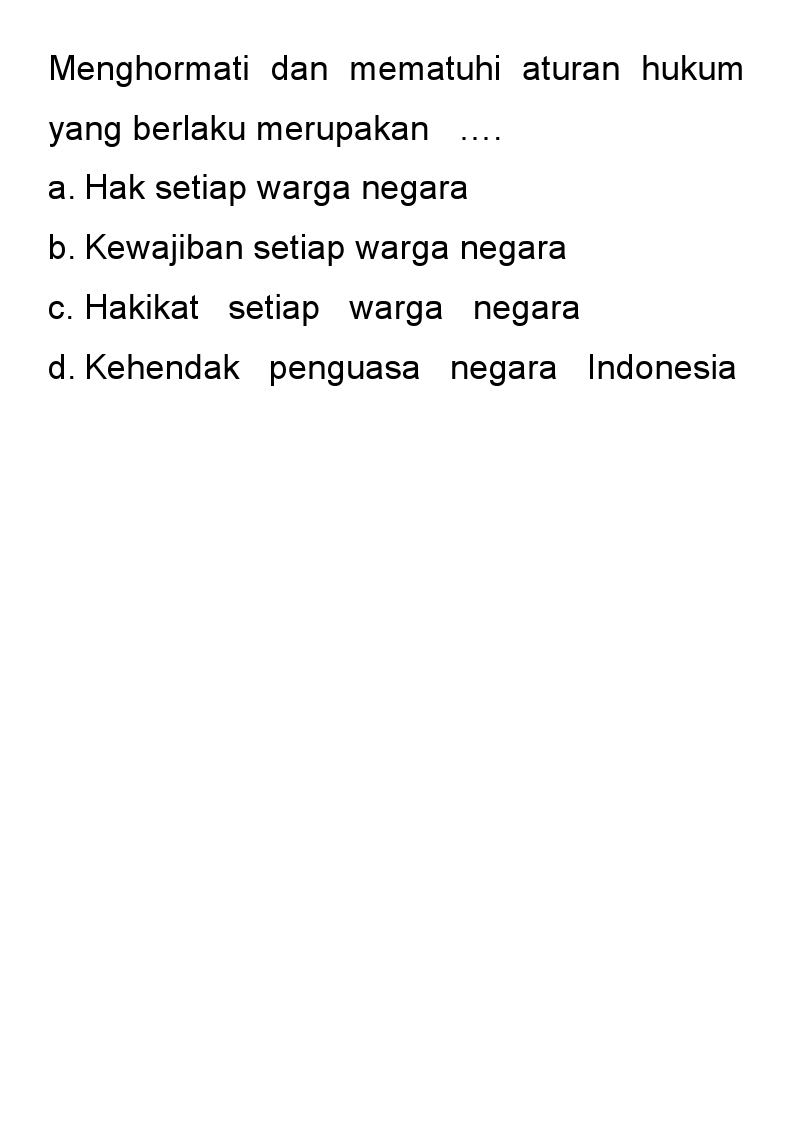 Menghormati dan mematuhi aturan hukum
yang berlaku merupakan ....
a. Hak setiap warga negara
b. Kewajiban setiap warga negara
c. Hakikat setiap warga negara
d. Kehendak penguasa negara Indonesia